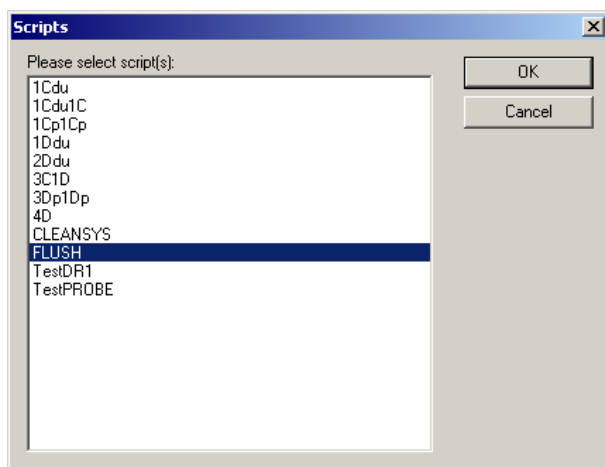 Scripts
Please select script(s):
OK
Cancel
1Cdu
1Cdu1C
1Cp1Cp
1Ddu
2Ddu
3C1D
3Dp1Dp
4D
CLEANSYS
FLUSH
TestDR1
TestPROBE